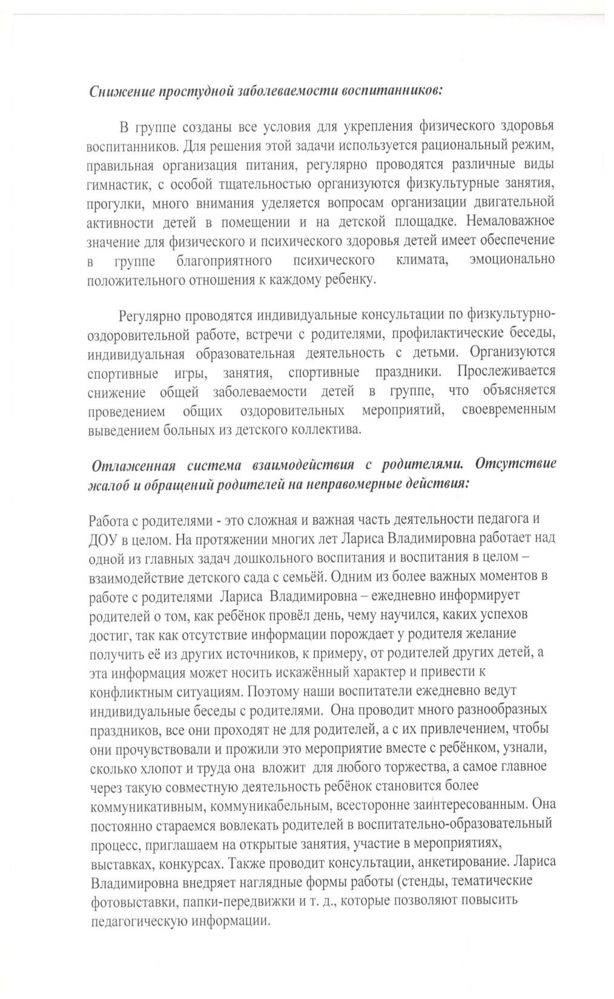 Снижение простудной заболеваемости воспитанников:
В группе созданы все условия для укрепления физического здоровья
воспитанников. Для решения этой задачи используется рациональный режим,
правильная организация питания, регулярно проводятся различные виды
гимнастик, с особой тщательностью организуются физкультурные занятия,
прогулки, много внимания уделяется вопросам организации двигательной
активности детей в помещении и на детской площадке. Немаловажное
значение для физического и психического здоровья детей имеет обеспечение
в группе благоприятного психического климата, эмоционально
положительного отношения к каждому ребенку.
Регулярно проводятся индивидуальные консультации по физкультурно-
оздоровительной работе, встречи с родителями, профилактические беседы,
индивидуальная образовательная деятельность с детьми. Организуются
спортивные игры, занятия, спортивные праздники. Прослеживается
снижение общей заболеваемости детей в группе, что объясняется
проведением общих оздоровительных мероприятий, своевременным
выведением больных из детского коллектива.
Отлаженная система взаимодействия с родителями. Отсутствие
жалоб и обращений родителей на неправомерные действия:
Работа с родителями - это сложная и важная часть деятельности педагога и
ДОУ в целом. На протяжении многих лет Лариса Владимировна работает над
одной из главных задач дошкольного воспитания и воспитания в целом –
взаимодействие детского сада с семьёй. Одним из более важных моментов в
работе с родителями  Лариса  Владимировна – ежедневно информирует
родителей о том, как ребёнок провёл день, чему научился, каких успехов
достиг, так как отсутствие информации порождает у родителя желание
получить её из других источников, к примеру, от родителей других детей, а
эта информация может носить искажённый характер и привести к
конфликтным ситуациям. Поэтому наши воспитатели ежедневно ведут
индивидуальные беседы с родителями.  Она проводит много разнообразных
праздников, все они проходят не для родителей, а с их привлечением, чтобы
они прочувствовали и прожили это мероприятие вместе с ребёнком, узнали,
сколько хлопот и труда она  вложит  для любого торжества, а самое главное
через такую совместную деятельность ребёнок становится более
коммуникативным, коммуникабельным, всесторонне заинтересованным. Она
постоянно стараемся вовлекать родителей в воспитательно-образовательный
процесс, приглашаем на открытые занятия, участие в мероприятиях,
выставках, конкурсах. Также проводит консультации, анкетирование. Лариса
Владимировна внедряет наглядные формы работы (стенды, тематические
фотовыставки, папки-передвижки и т. д., которые позволяют повысить
педагогическую информации.